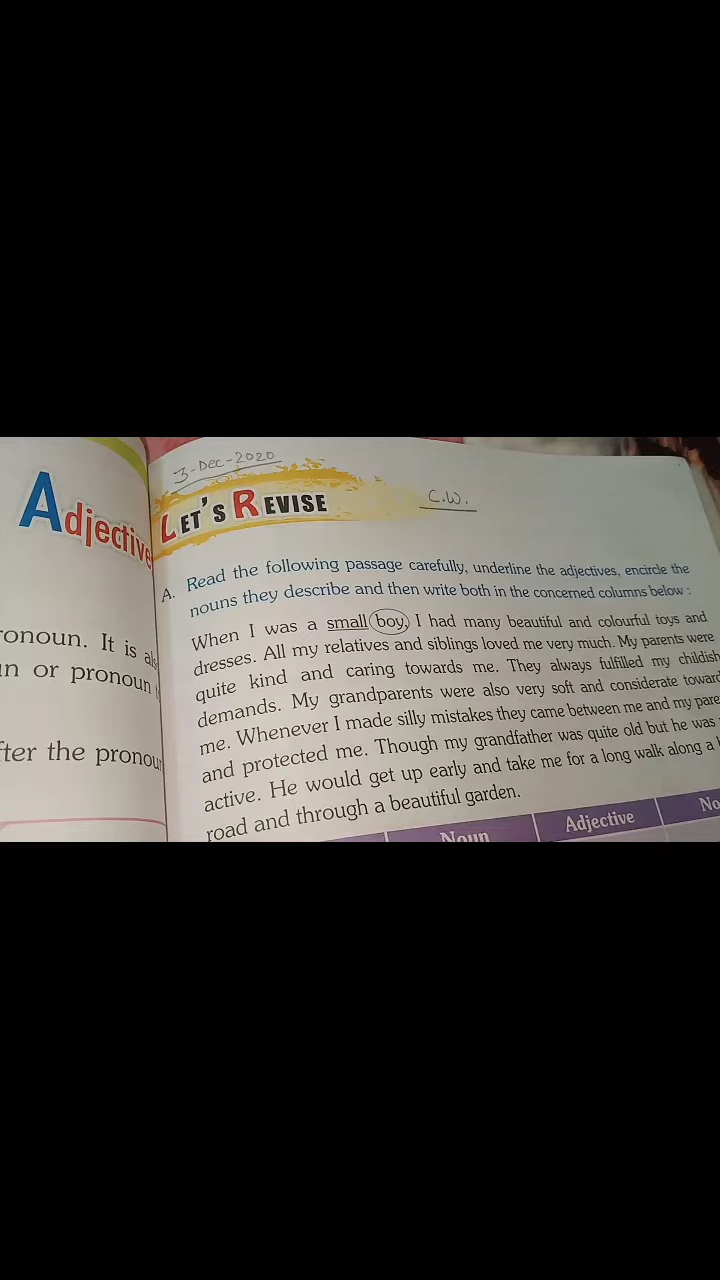 3-Dec-2020
Adjective
LET'S REVISE
C.W.
A. Read the following passage carefully, underline the adjectives, encircle the
nouns they describe and then write both in the concerned columns below :
When I was a small boy, I had many beautiful and colourful toys and
dresses. All my relatives and siblings loved me very much. My parents were
quite kind and caring towards me. They always fulfilled my childish
demands. My grandparents were also very soft and considerate toward
me. Whenever I made silly mistakes they came between me and my pare
and protected me. Though my grandfather was quite old but he was
active. He would get up early and take me for a long walk along a
road and through a beautiful garden.
ronoun. It is als
un or pronoun
fter the pronoun
Noun
Adjective
No